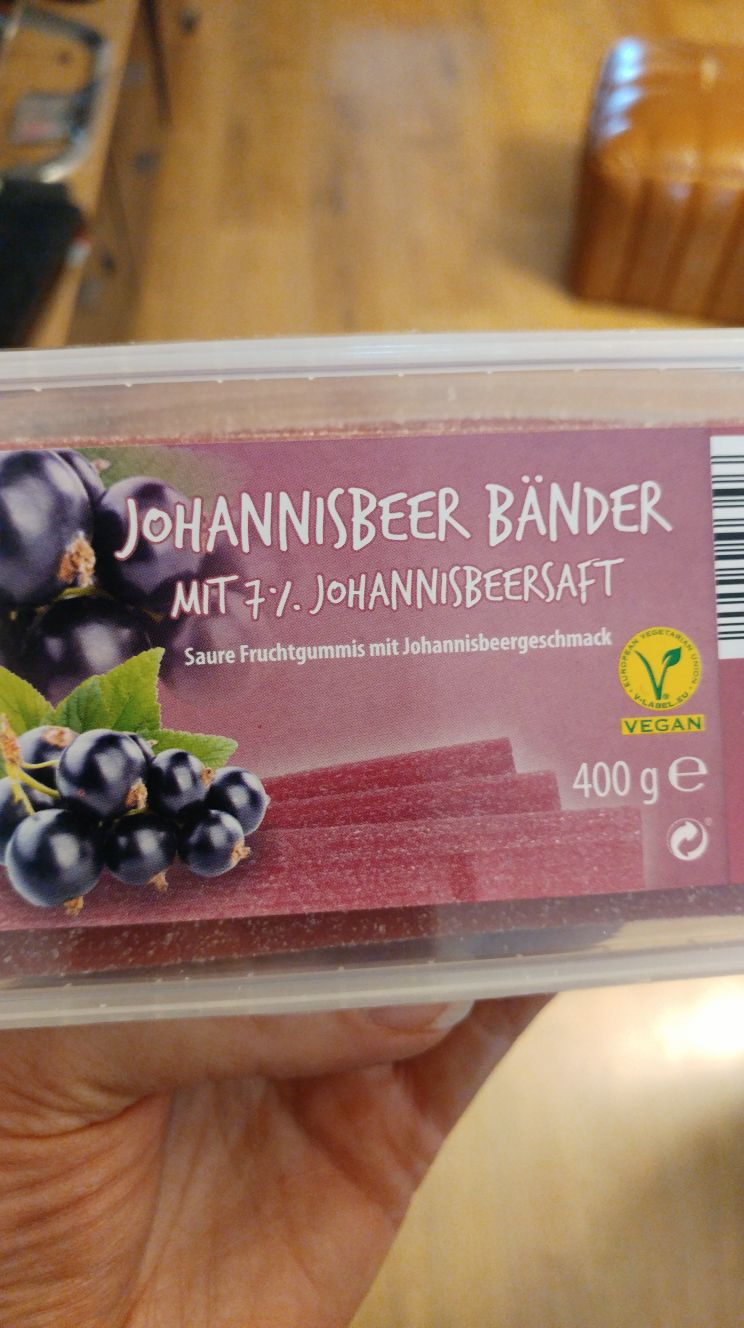 JOHANNISBEER BÄNDER
MIT 7% JOHANNISBEERSAFT
Saure Fruchtgummis mit Johannisbeergeschmack
EUROPEAN VEGETARIAN UNION
V-LABEL.EU
VEGAN
400 g ℮